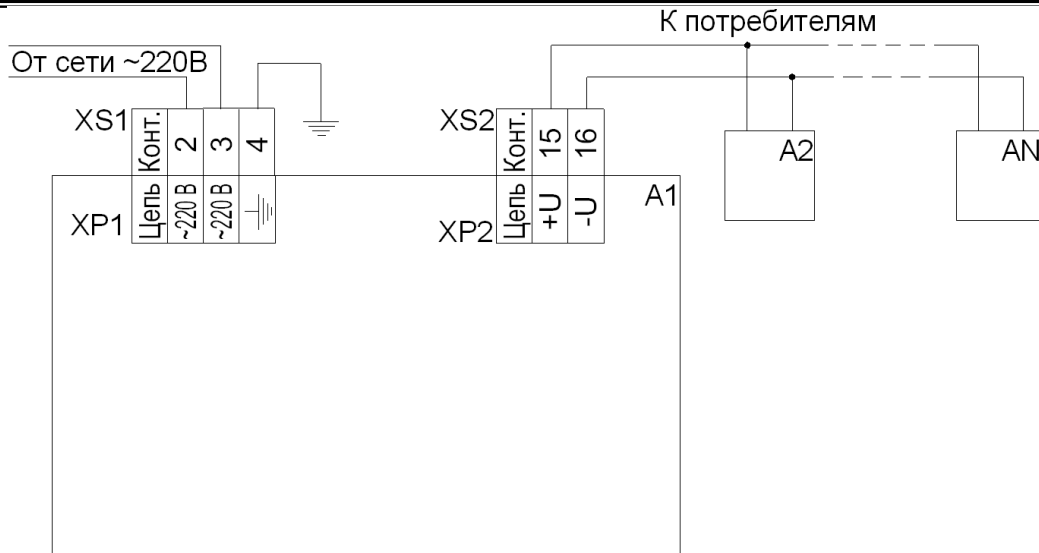 К потребителям
От сети ~220В
XS1
Конт.
2
3
4
XS2
Конт.
15
16
A2
AN
XP1
Цепь
~220 В
~220 В
XP2
Цепь
+U
-U
A1